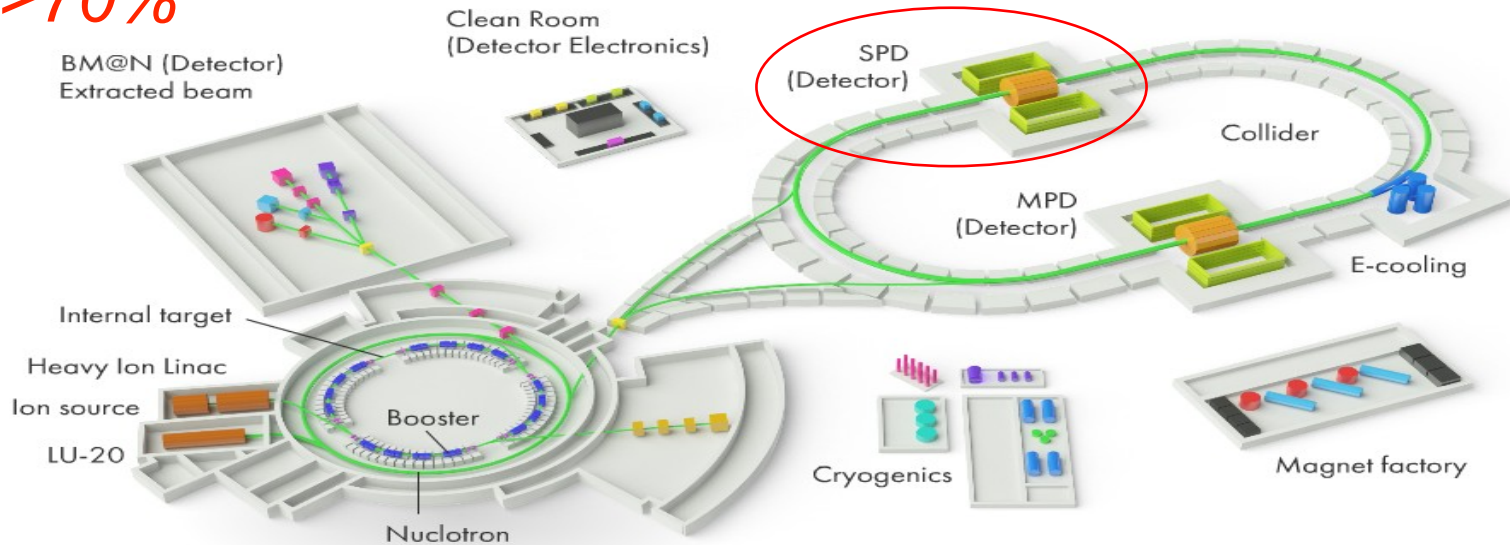 >70%
Clean Room
(Detector Electronics)
BM@N (Detector)
Extracted beam
SPD
(Detector)
Collider
MPD
(Detector)
E-cooling
Internal target
Heavy Ion Linac
Ion source
LU-20
Booster
Nuclotron
Cryogenics
Magnet factory